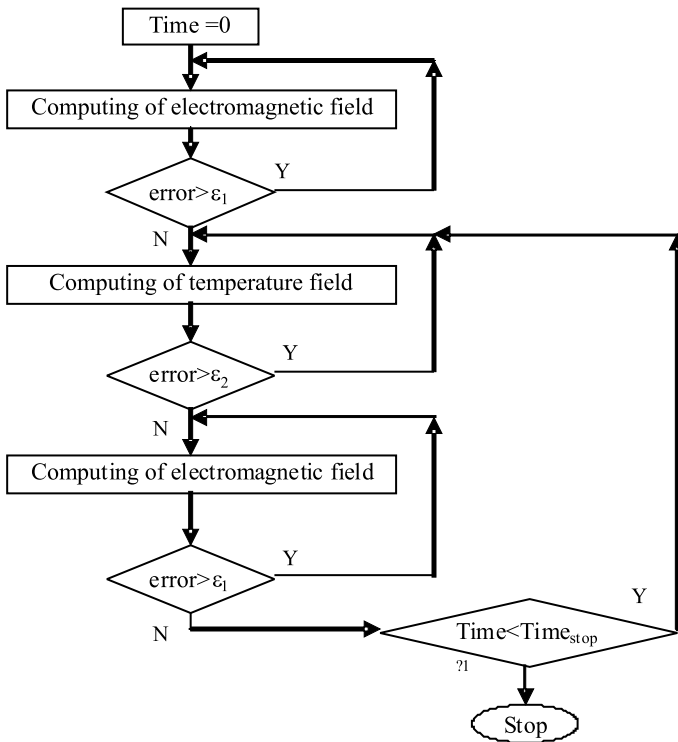 Time =0
Computing of electromagnetic field
Y
error>ε₁
N
Computing of temperature field
Y
error>ε₂
N
Computing of electromagnetic field
Y
error>ε₁
N
Y
Time<Timestop
?1
Stop